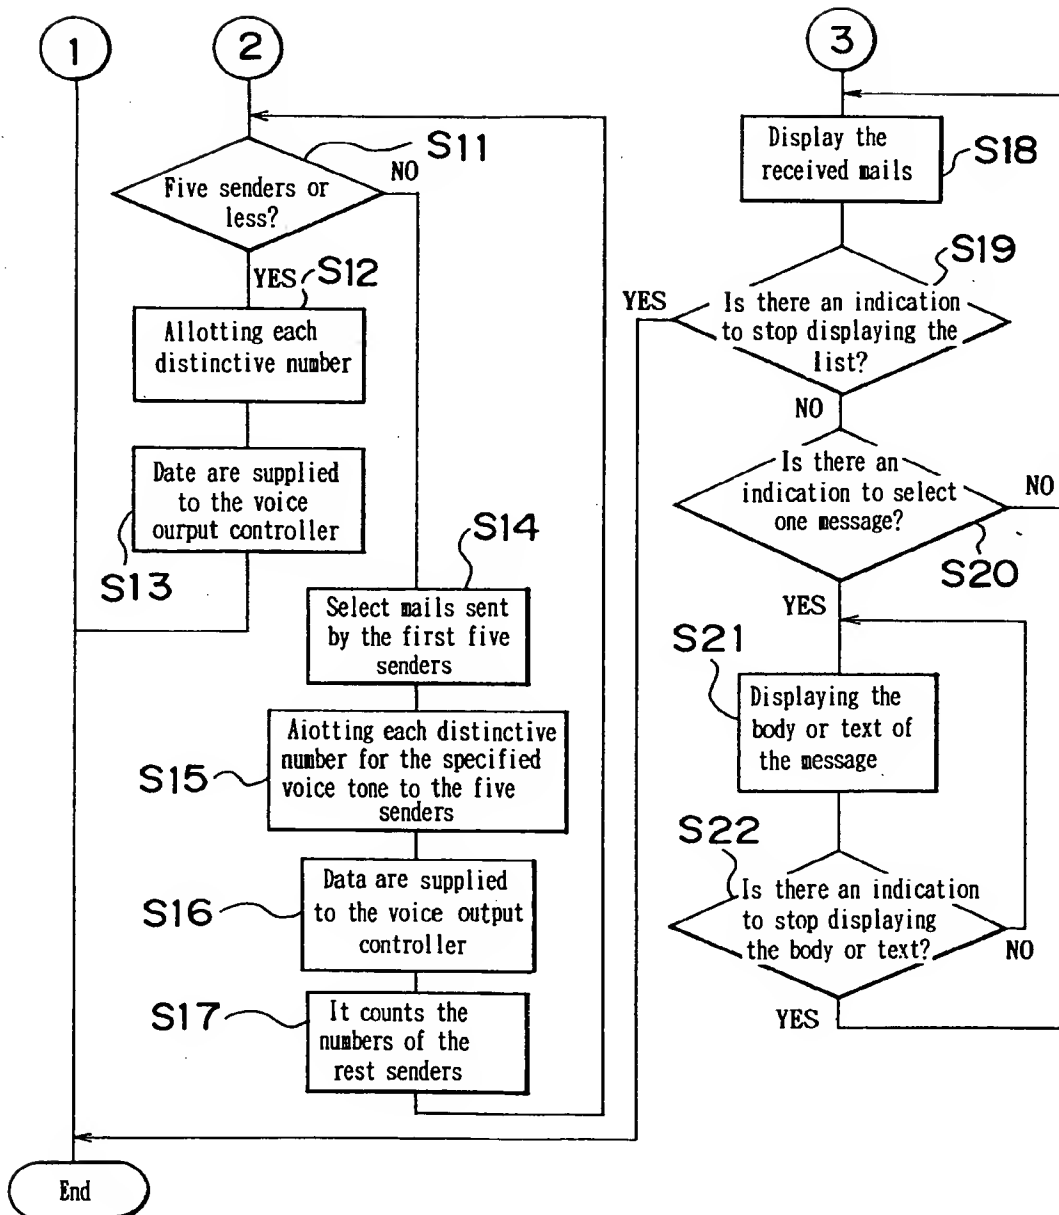 1
2
S11
Five senders or
less?
NO
YES
S12
Allotting each
distinctive number
Date are supplied
to the voice
ourput controller
S13
S14
Select mails sent
by the first five
senders
S15
Aiotting each distinctive
number for the specified
voice tone to the five
senders
S16
Data are supplied
to the voice output
controller
S17
It counts the
numbers of the
rest senders
End
3
Display the
received mails
S18
S19
YES
Is there an indication
to stop displaying the
list?
NO
Is there an
indication to select
one message?
NO
S20
YES
S21
Displaying the
body or text of
the message
S22
Is there an indication
to stop displaying
the body or text?
NO
YES